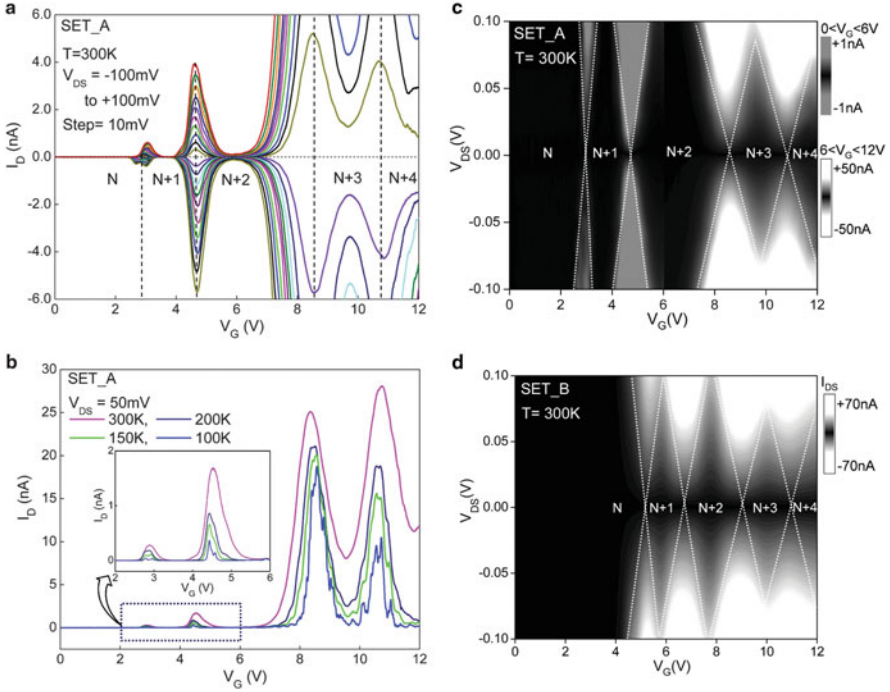 a
6.0
4.0
2.0
0.0
2.0
4.0
6.0
I_D (nA)
SET_A
T=300K
V_DS = -100mV
to +100mV
Step= 10mV
N
N+1
N+2
N+3
N+4
0 2 4 6 8 10 12
V_G (V)
b
30
25
20
15
10
5
0
I_D (nA)
SET_A
V_DS = 50mV
300K, 200K
150K, 100K
2
1
0
I_D (nA)
2 3 4 5 6
V_G (V)
0 2 4 6 8 10 12
V_G (V)
c
0.10
0.05
0.00
-0.05
-0.10
V_DS(V)
SET_A
T= 300K
N
N+1
N+2
N+3
N+4
0 2 4 6 8 10 12
V_G(V)
0<V_G<6V
+1nA
-1nA
6<V_G<12V
+50nA
-50nA
d
0.10
0.05
0.00
-0.05
-0.10
V_DS(V)
SET_B
T= 300K
N
N+1
N+2
N+3
N+4
0 2 4 6 8 10 12
V_G(V)
I_DS
+70nA
-70nA